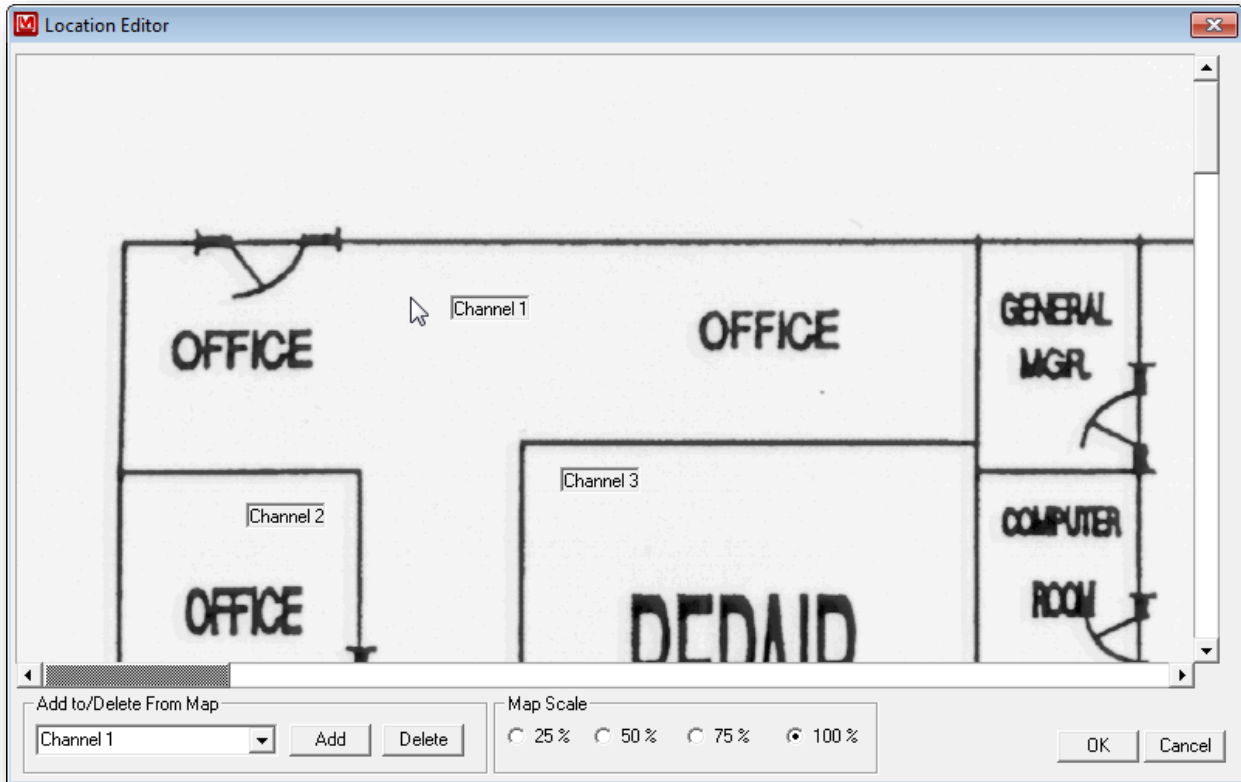 Location Editor
Channel 1
OFFICE
OFFICE
GENERAL
MGR.
Channel 3
Channel 2
COMPUTER
ROOM
OFFICE
REPAIR
Add to/Delete From Map
Channel 1
Add
Delete
Map Scale
25 %
50 %
75 %
100 %
OK
Cancel